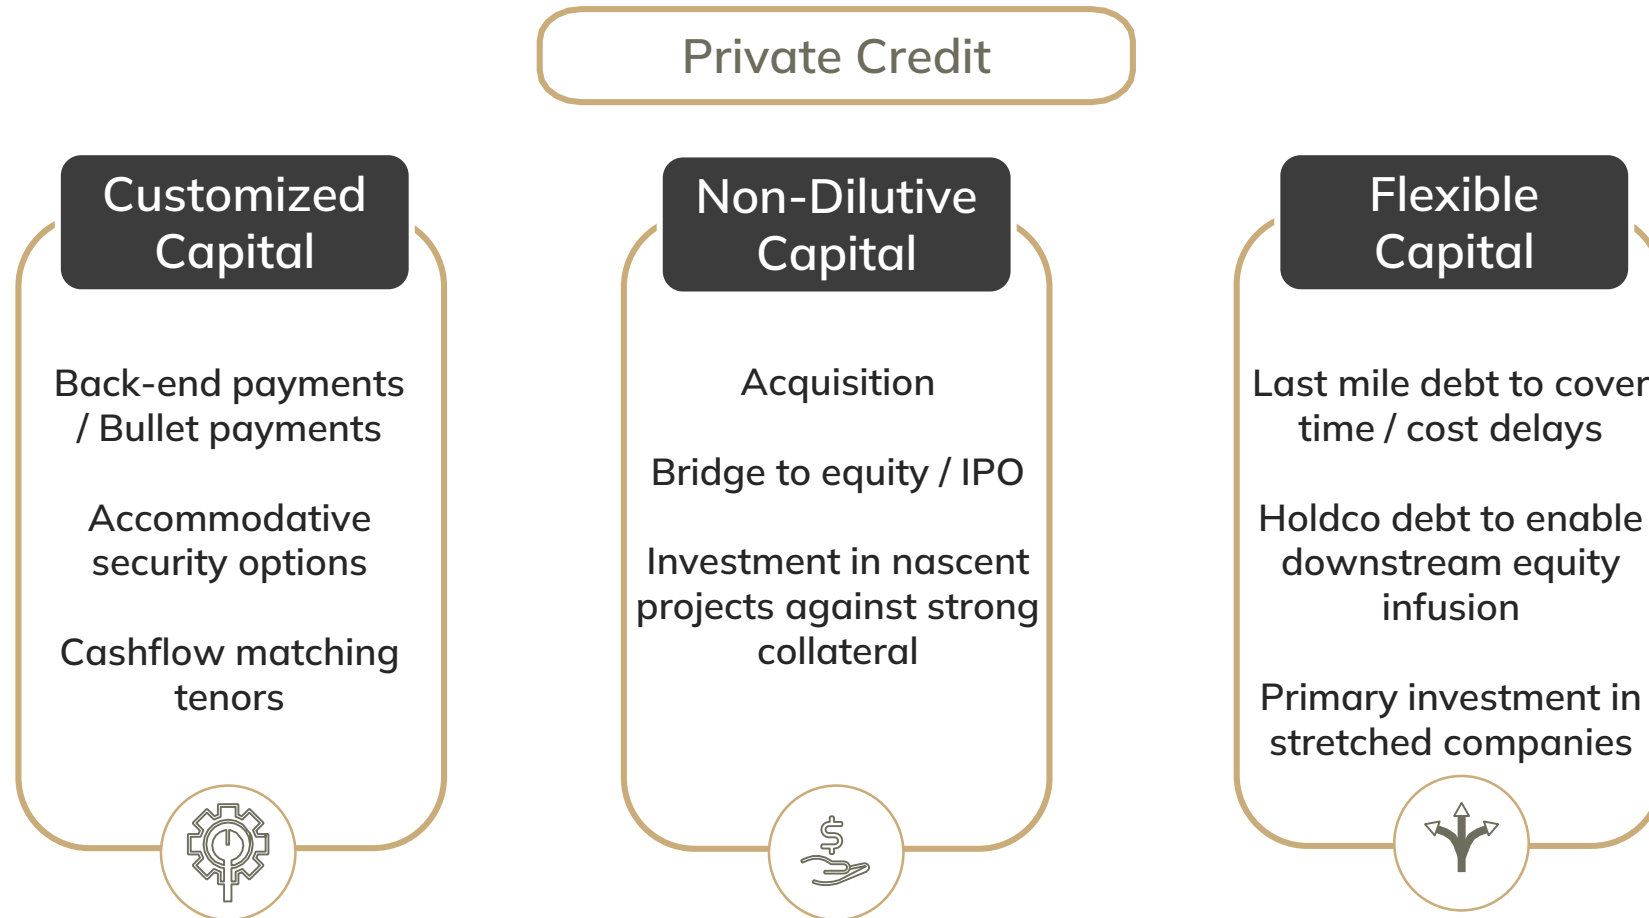 Private Credit
Customized
Capital
Back-end payments
/ Bullet payments
Accommodative
security options
Cashflow matching
tenors
Non-Dilutive
Capital
Acquisition
Bridge to equity / IPO
Investment in nascent
projects against strong
collateral
$
Flexible
Capital
Last mile debt to cover
time / cost delays
Holdco debt to enable
downstream equity
infusion
Primary investment in
stretched companies